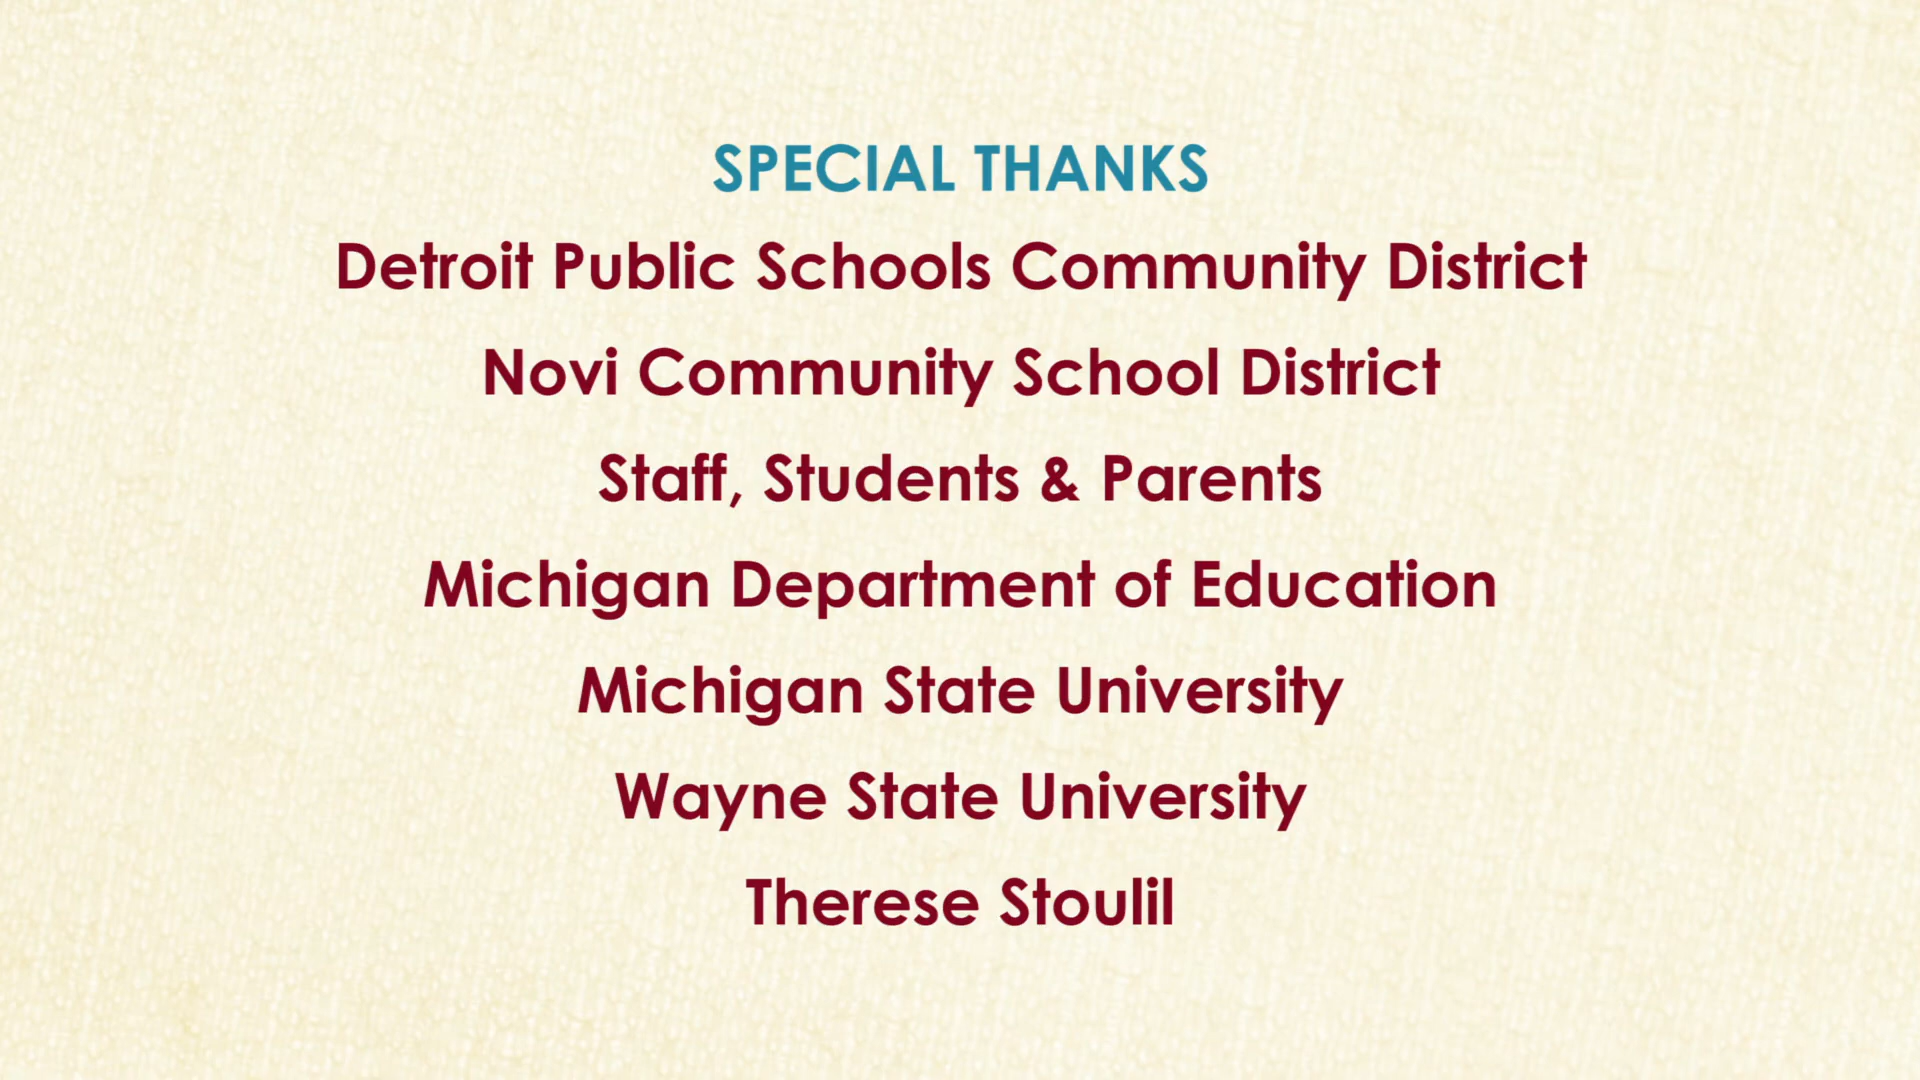 SPECIAL THANKS
Detroit Public Schools Community District
Novi Community School District
Staff, Students & Parents
Michigan Department of Education
Michigan State University
Wayne State University
Therese Stoulil